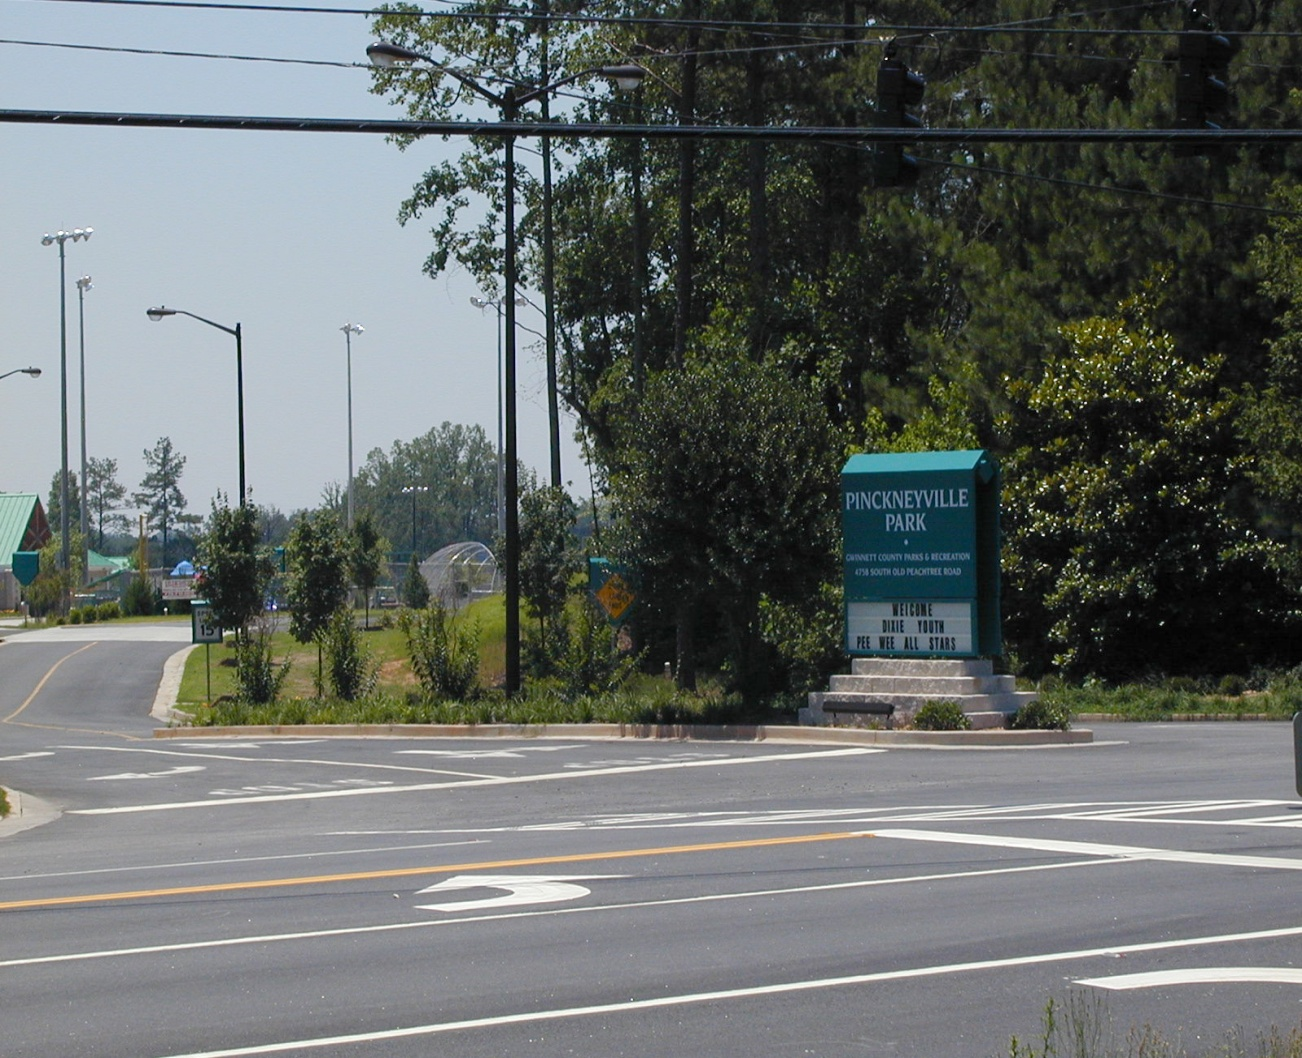 PINCKNEYVILLE
PARK
GWINNETT COUNTY PARKS & RECREATION
4758 SOUTH OLD PEACHTREE ROAD
WELCOME
DIXIE YOUTH
PEE WEE ALL STARS
15